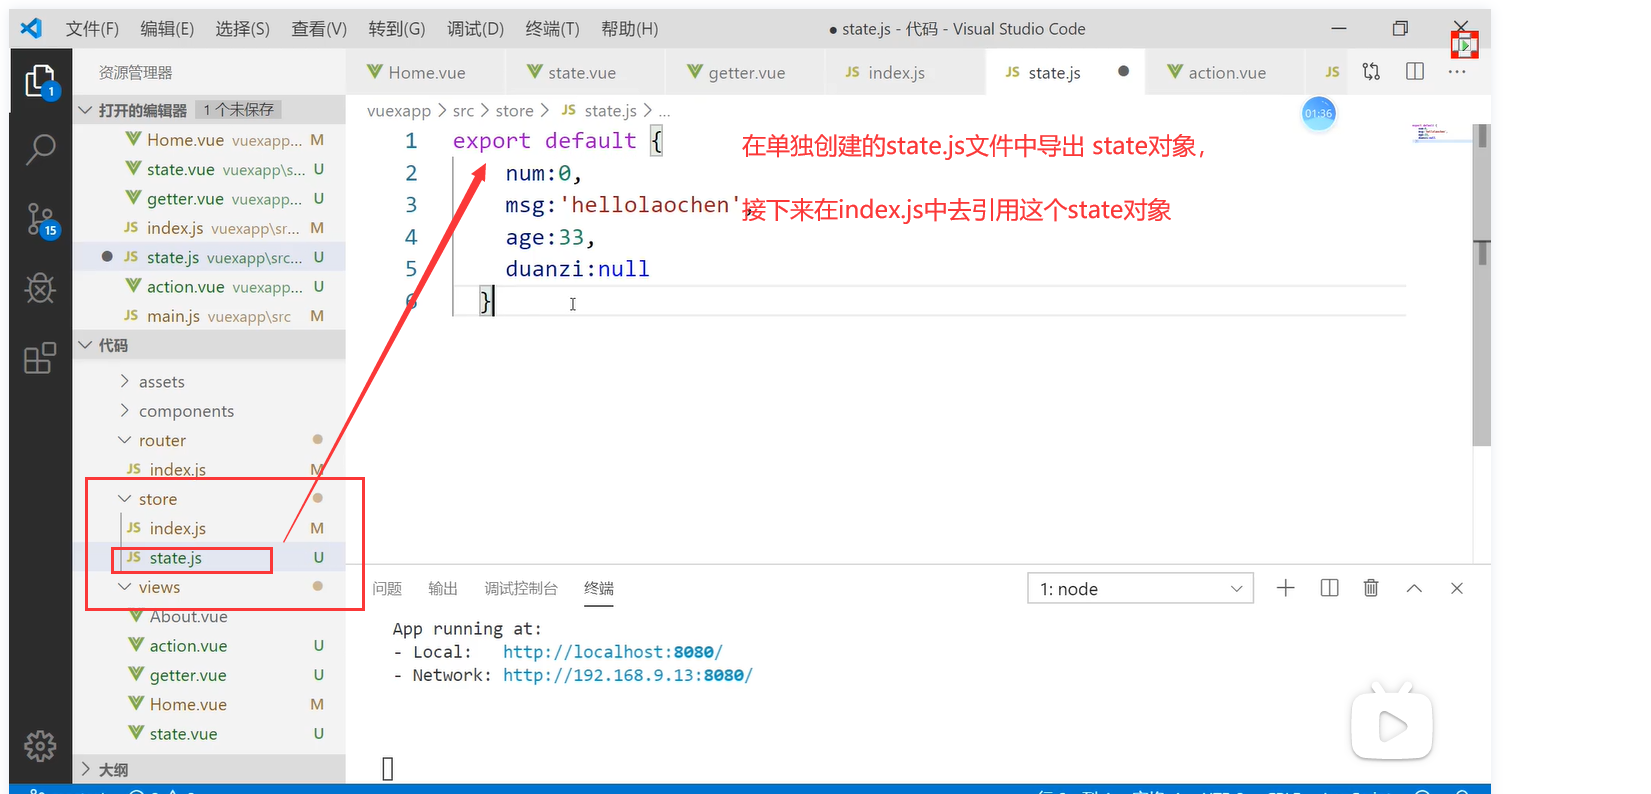 文件(F) 编辑(E) 选择(S) 查看(V) 转到(G) 调试(D) 终端(T) 帮助(H) ● state.js - 代码 - Visual Studio Code
资源管理器
Home.vue state.vue getter.vue JS index.js JS state.js ● action.vue JS ...
1
打开的编辑器 1 个未保存
vuexapp > src > store > JS state.js > ...
01:36
Home.vue vuexapp... M
state.vue vuexapp\s... U
getter.vue vuexapp... U
JS index.js vuexapp\sr... M
15
● JS state.js vuexapp\src... U
action.vue vuexapp... U
JS main.js vuexapp\src M
1 export default {
2 num:0,
3 msg:'hellolaochen',
4 age:33,
5 duanzi:null
6 }
在单独创建的state.js文件中导出 state对象，
接下来在index.js中去引用这个state对象
代码
assets
components
router
JS index.js M
store
JS index.js M
JS state.js U
views
About.vue
action.vue U
getter.vue U
Home.vue M
state.vue U
大纲
问题 输出 调试控制台 终端 1: node
App running at:
- Local: http://localhost:8080/
- Network: http://192.168.9.13:8080/